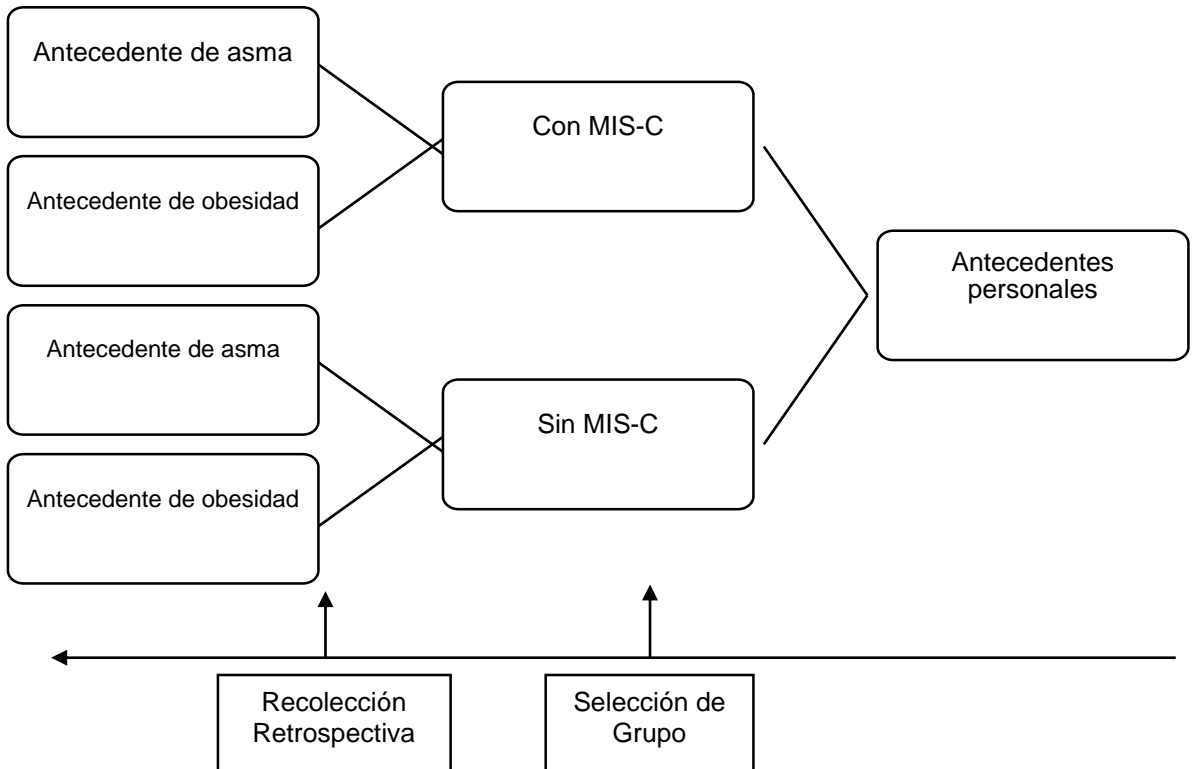 Antecedente de asma
Antecedente de obesidad
Antecedente de asma
Antecedente de obesidad
Con MIS-C
Sin MIS-C
Antecedentes
personales
Recolección
Retrospectiva
Selección de
Grupo